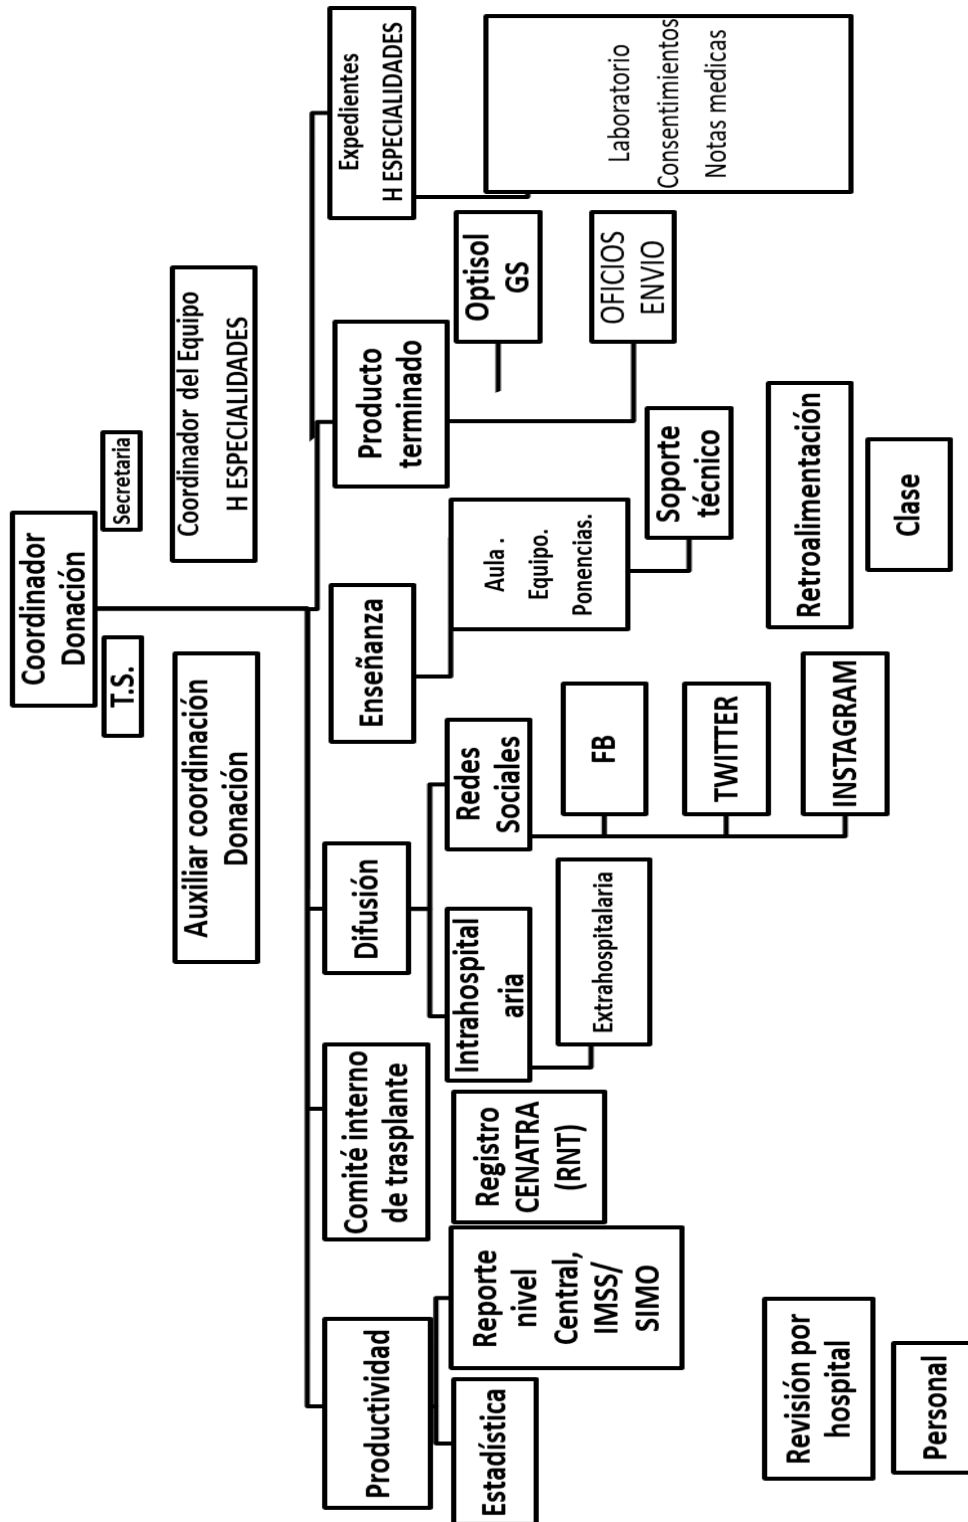 Coordinador
Donación
T.S.
Secretaria
Auxiliar coordinación
Donación
Coordinador del Equipo
H ESPECIALIDADES
Productividad
Comité interno
de trasplante
Difusión
Enseñanza
Producto
terminado
Expedientes
H ESPECIALIDADES
Estadística
Reporte
nivel
Central,
IMSS/
SIMO
Registro
CENATRA
(RNT)
Intrahospital
aria
Redes
Sociales
Aula .
Equipo.
Ponencias.
Optisol
GS
Laboratorio
Consentimientos
Notas medicas
Extrahospitalaria
FB
OFICIOS
ENVIO
Soporte
técnico
TWITTER
INSTAGRAM
Revisión por
hospital
Retroalimentación
Personal
Clase